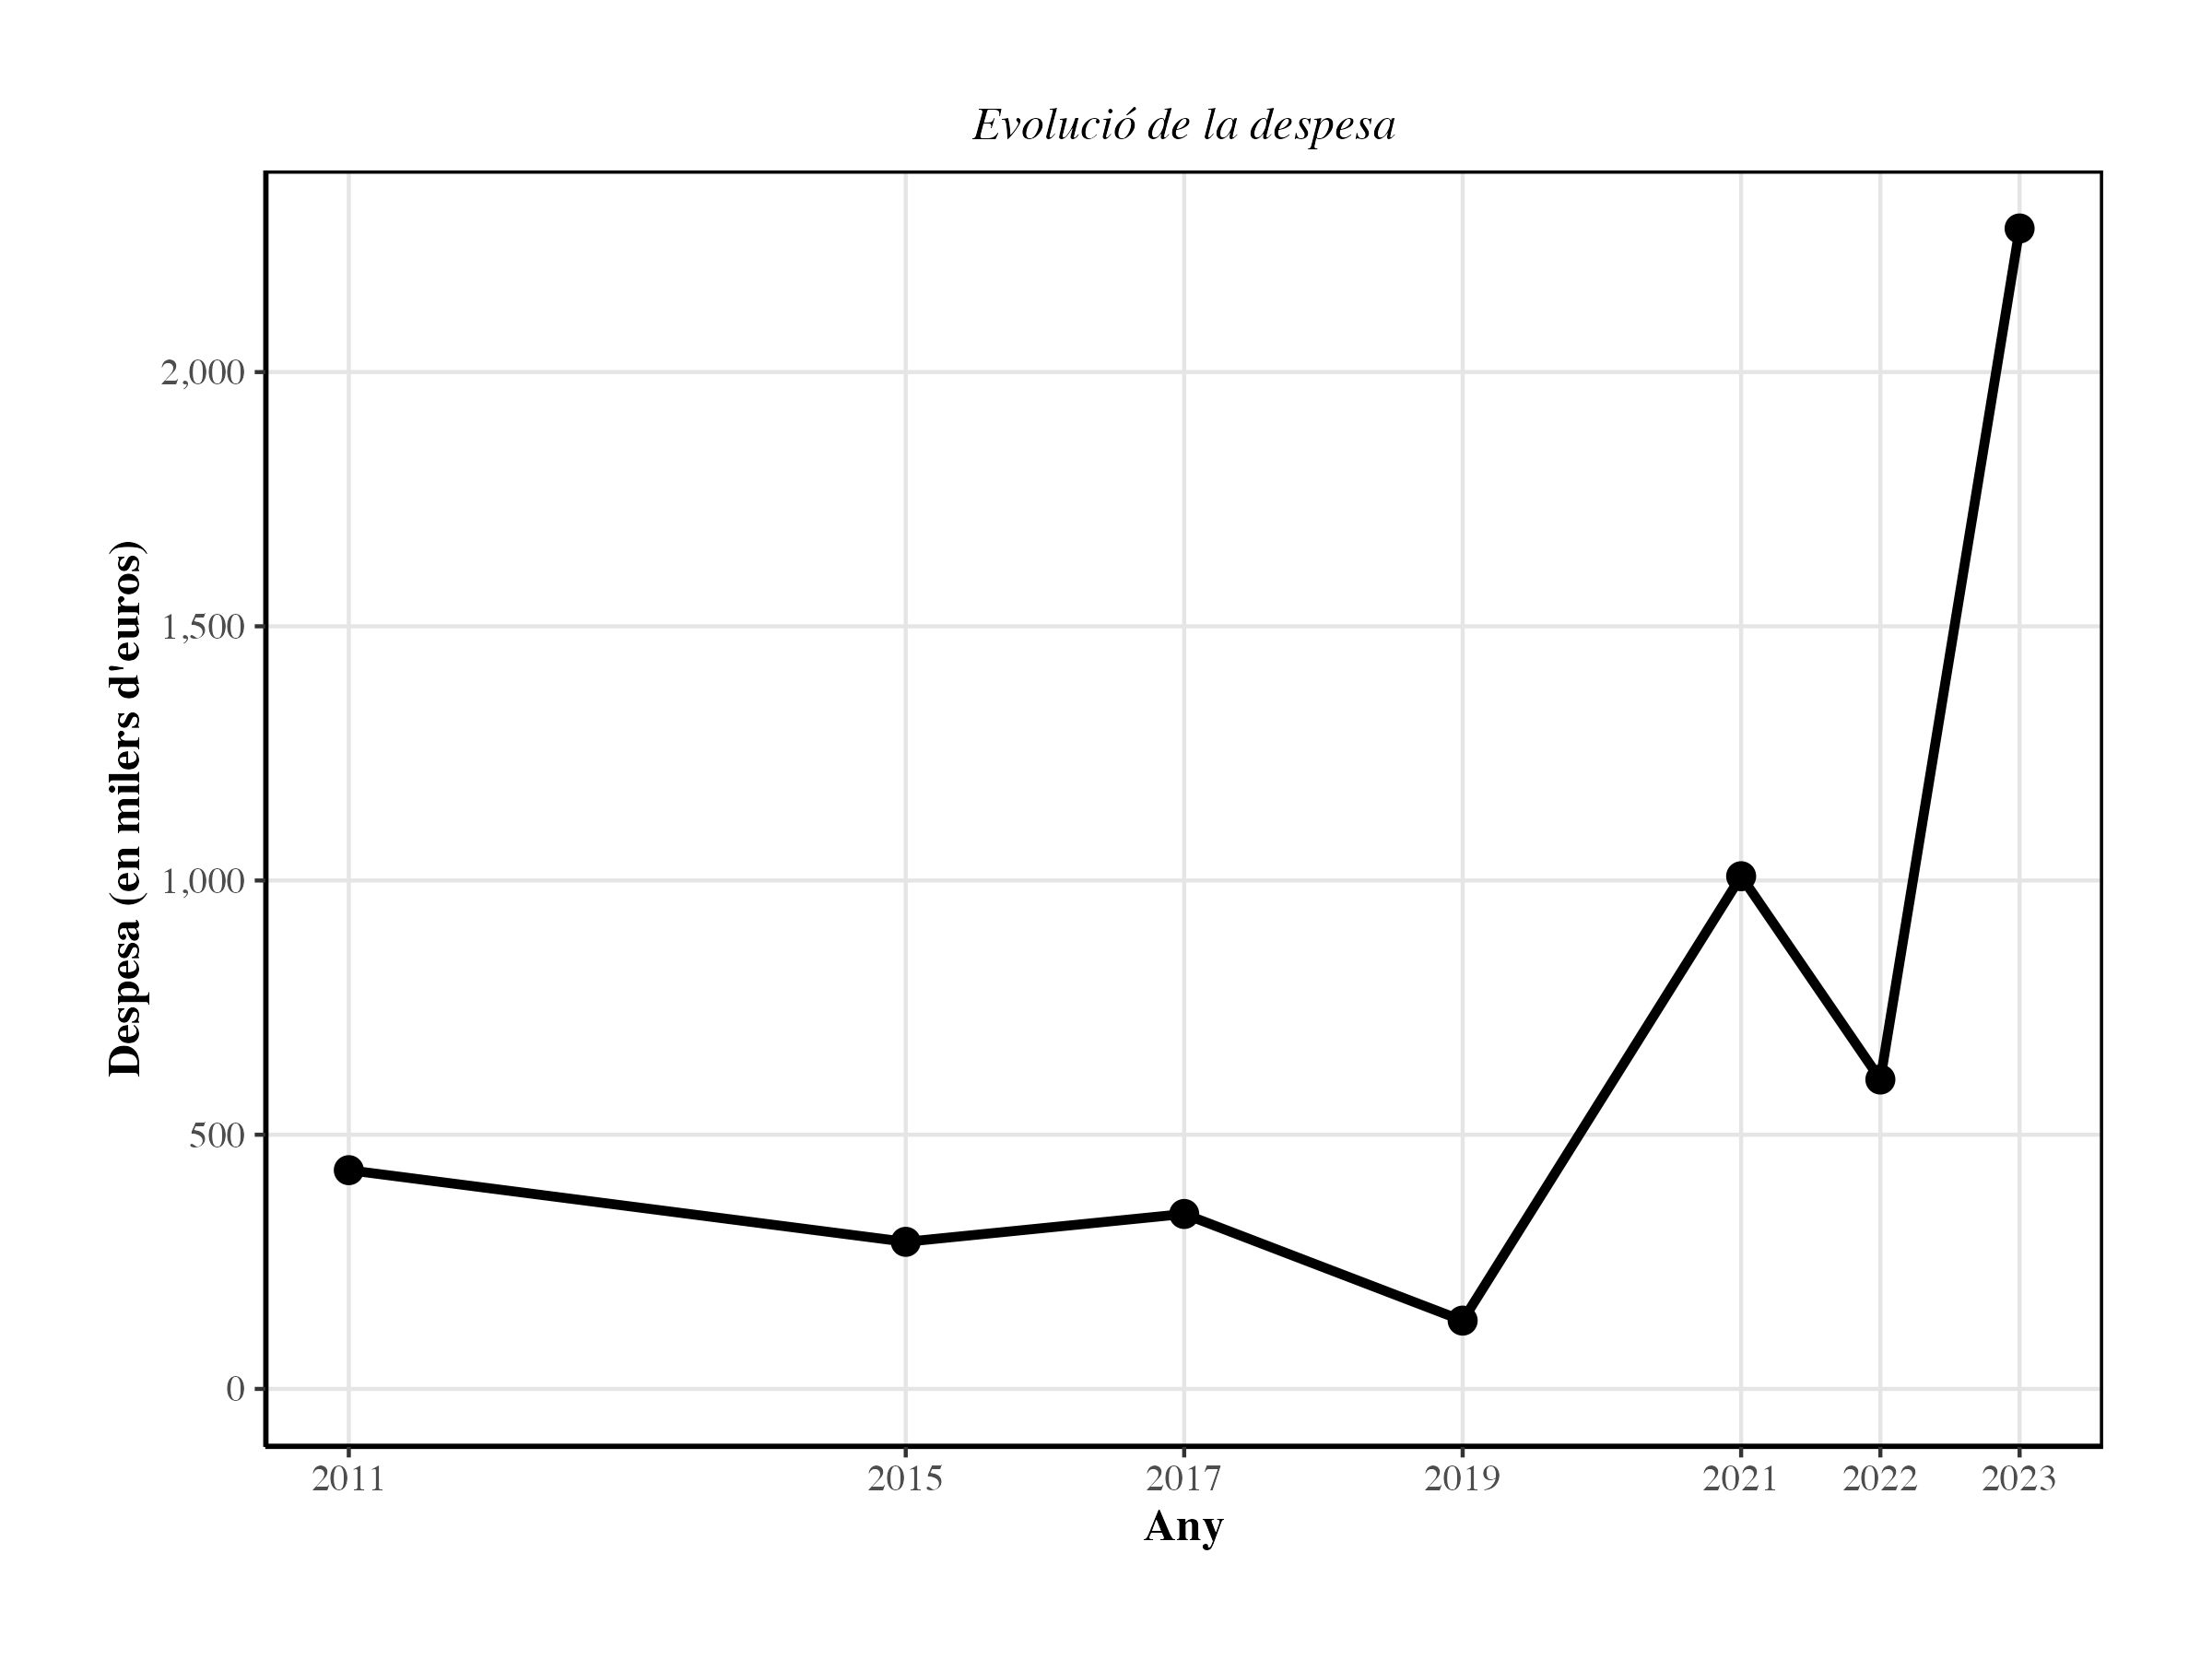 Evolució de la despesa
Despesa (en milers d'euros)
2,000
1,500
1,000
500
0
2011 2015 2017 2019 2021 2022 2023
Any